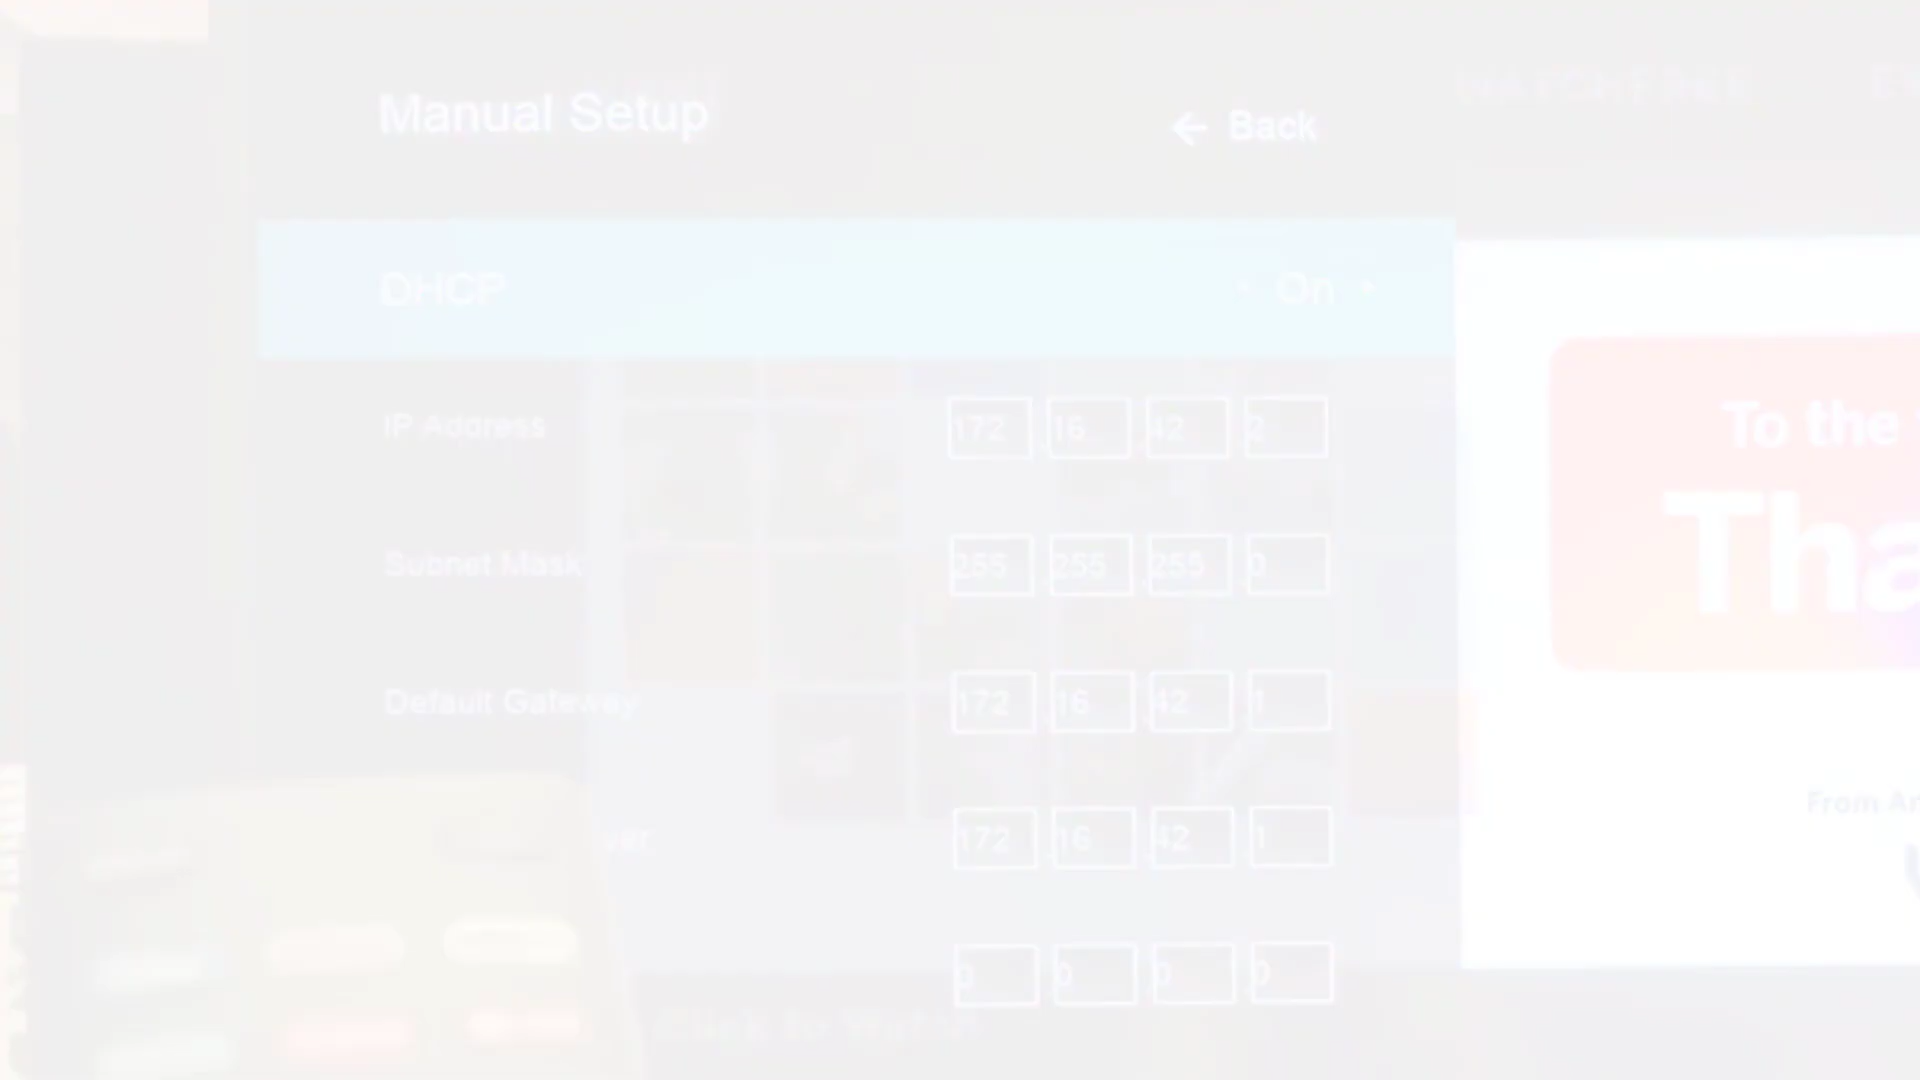 Manual Setup
← Back
DHCP
On
IP Address
172 16 42 2
Subnet Mask
255 255 255 0
Default Gateway
172 16 42 1
172 16 42 1
0 0 0 0
To the
From